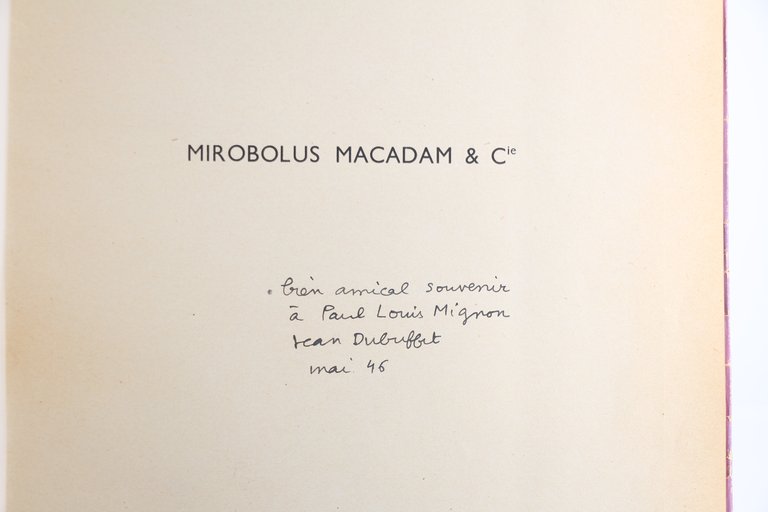 MIROBOLUS MACADAM & Cie
bien amical souvenir
à Paul Louis Mignon
Jean Dubuffet
mai 46